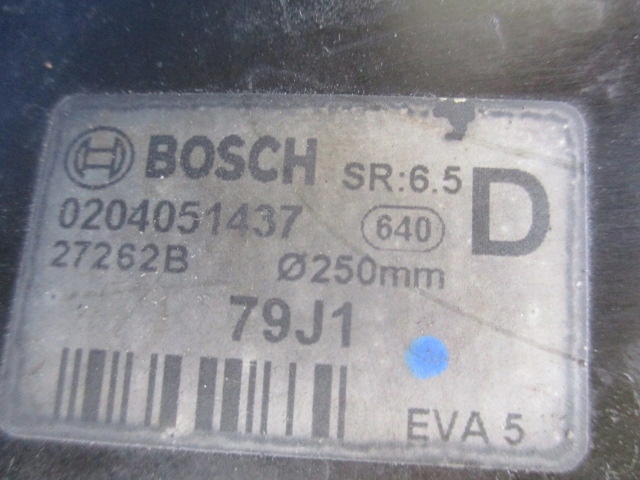 BOSCH SR:6.5 D
0204051437 640
27262B Ø250mm
79J1
EVA 5